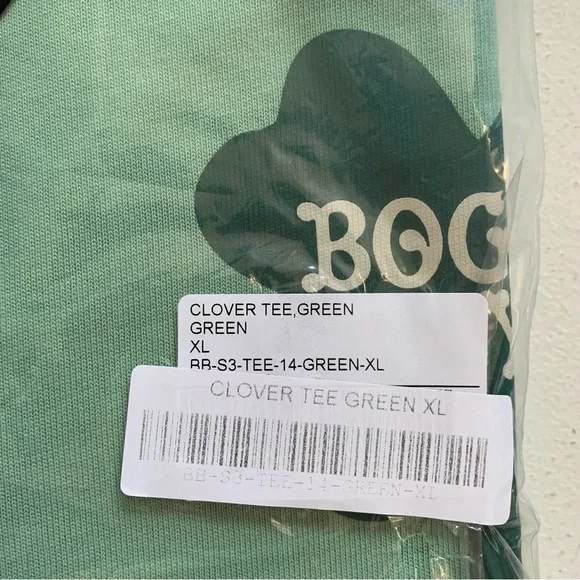 BOG
CLOVER TEE,GREEN
GREEN
XL
BB-S3-TEE-14-GREEN-XL
CLOVER TEE GREEN XL
BB-S3-TEE-14-GREEN-XL